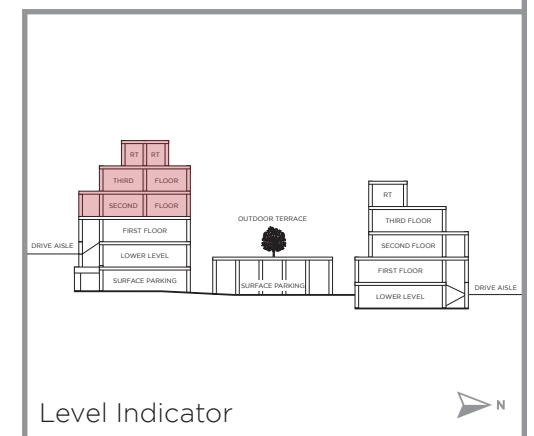 RT RT
THIRD FLOOR
SECOND FLOOR
FIRST FLOOR
DRIVE AISLE
LOWER LEVEL
SURFACE PARKING
OUTDOOR TERRACE
SURFACE PARKING
RT
THIRD FLOOR
SECOND FLOOR
FIRST FLOOR
DRIVE AISLE
LOWER LEVEL
Level Indicator
N